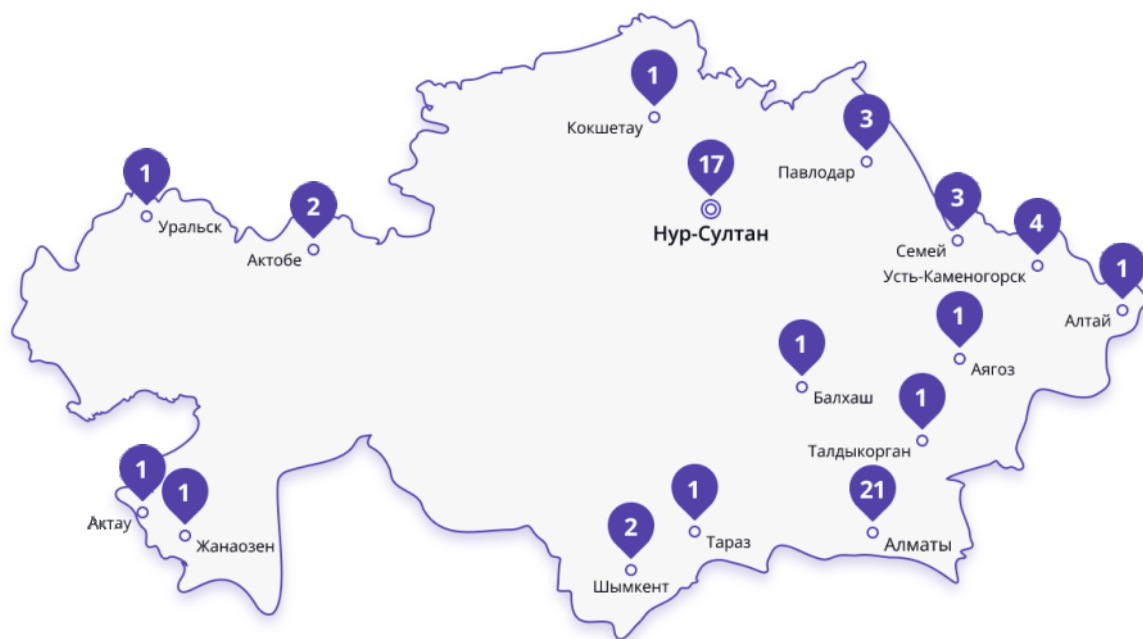 1
Кокшетау
3
Павлодар
17
Нур-Султан
1
Уральск
2
Актобе
3
Семей
4
Усть-Каменогорск
1
Алтай
1
Аягоз
1
Балхаш
1
Талдыкорган
1
Актау
1
Жанаозен
2
Шымкент
1
Тараз
21
Алматы